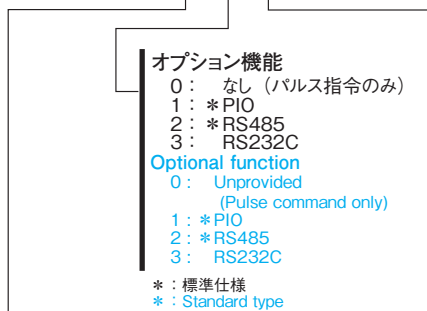 オプション機能
0： なし（パルス指令のみ）
1：＊PIO
2：＊RS485
3： RS232C
Optional function
0： Unprovided
(Pulse command only)
1：＊PIO
2：＊RS485
3： RS232C
＊：標準仕様
＊：Standard type